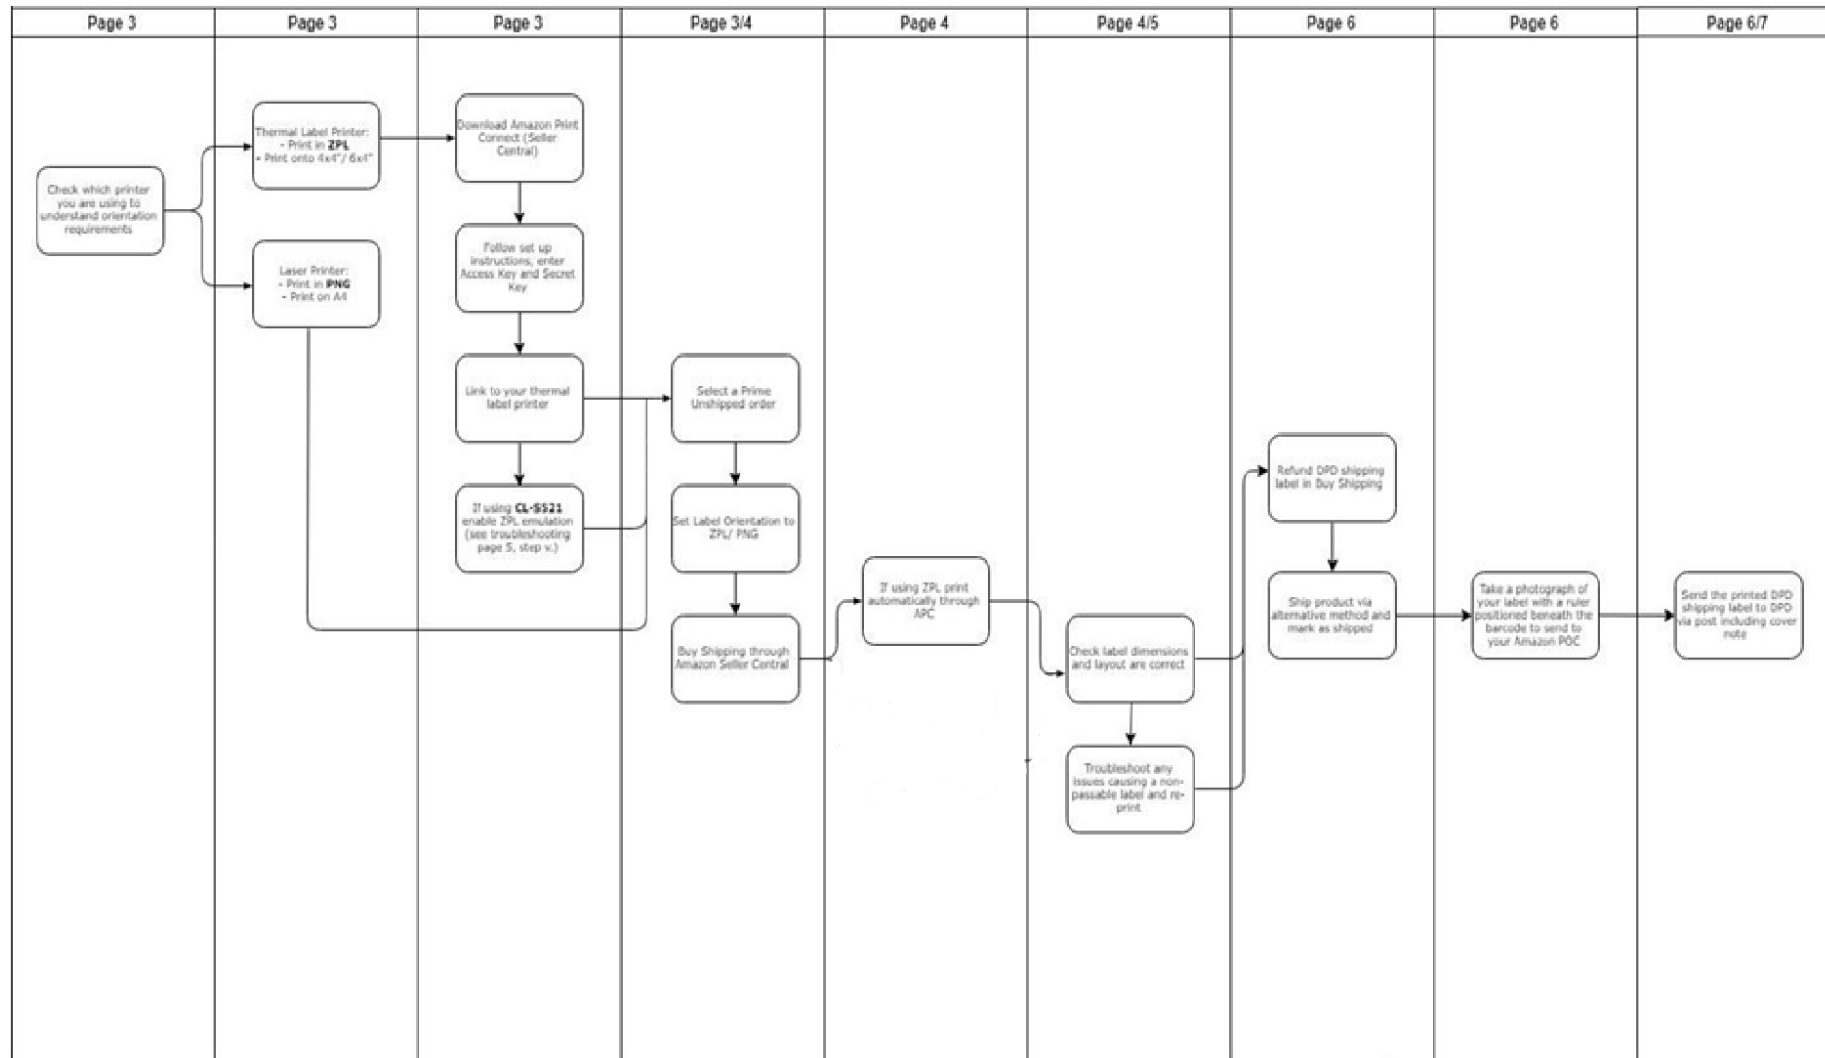 Page 3
Page 3
Page 3
Page 3/4
Page 4
Page 4/5
Page 6
Page 6
Page 6/7
Check which printer
you are using to
understand orientation
requirements
Thermal Label Printer:
- Print in ZPL
- Print onto 4x4"/ 6x4"
Laser Printer:
- Print in PNG
- Print on A4
Download Amazon Print
Connect (Seller
Central)
Follow set up
instructions, enter
Access Key and Secret
Key
Link to your thermal
label printer
If using CL-S521
enable ZPL emulation
(see troubleshooting
page 5, step v.)
Select a Prime
Unshipped order
Set Label Orientation to
ZPL/ PNG
Buy Shipping through
Amazon Seller Central
If using ZPL print
automatically through
APC
Check label dimensions
and layout are correct
Troubleshoot any
issues causing a non-
passable label and re-
print
Refund DPD shipping
label in Buy Shipping
Ship product via
alternative method and
mark as shipped
Take a photograph of
your label with a ruler
positioned beneath the
barcode to send to
your Amazon POC
Send the printed DPD
shipping label to DPD
via post including cover
note